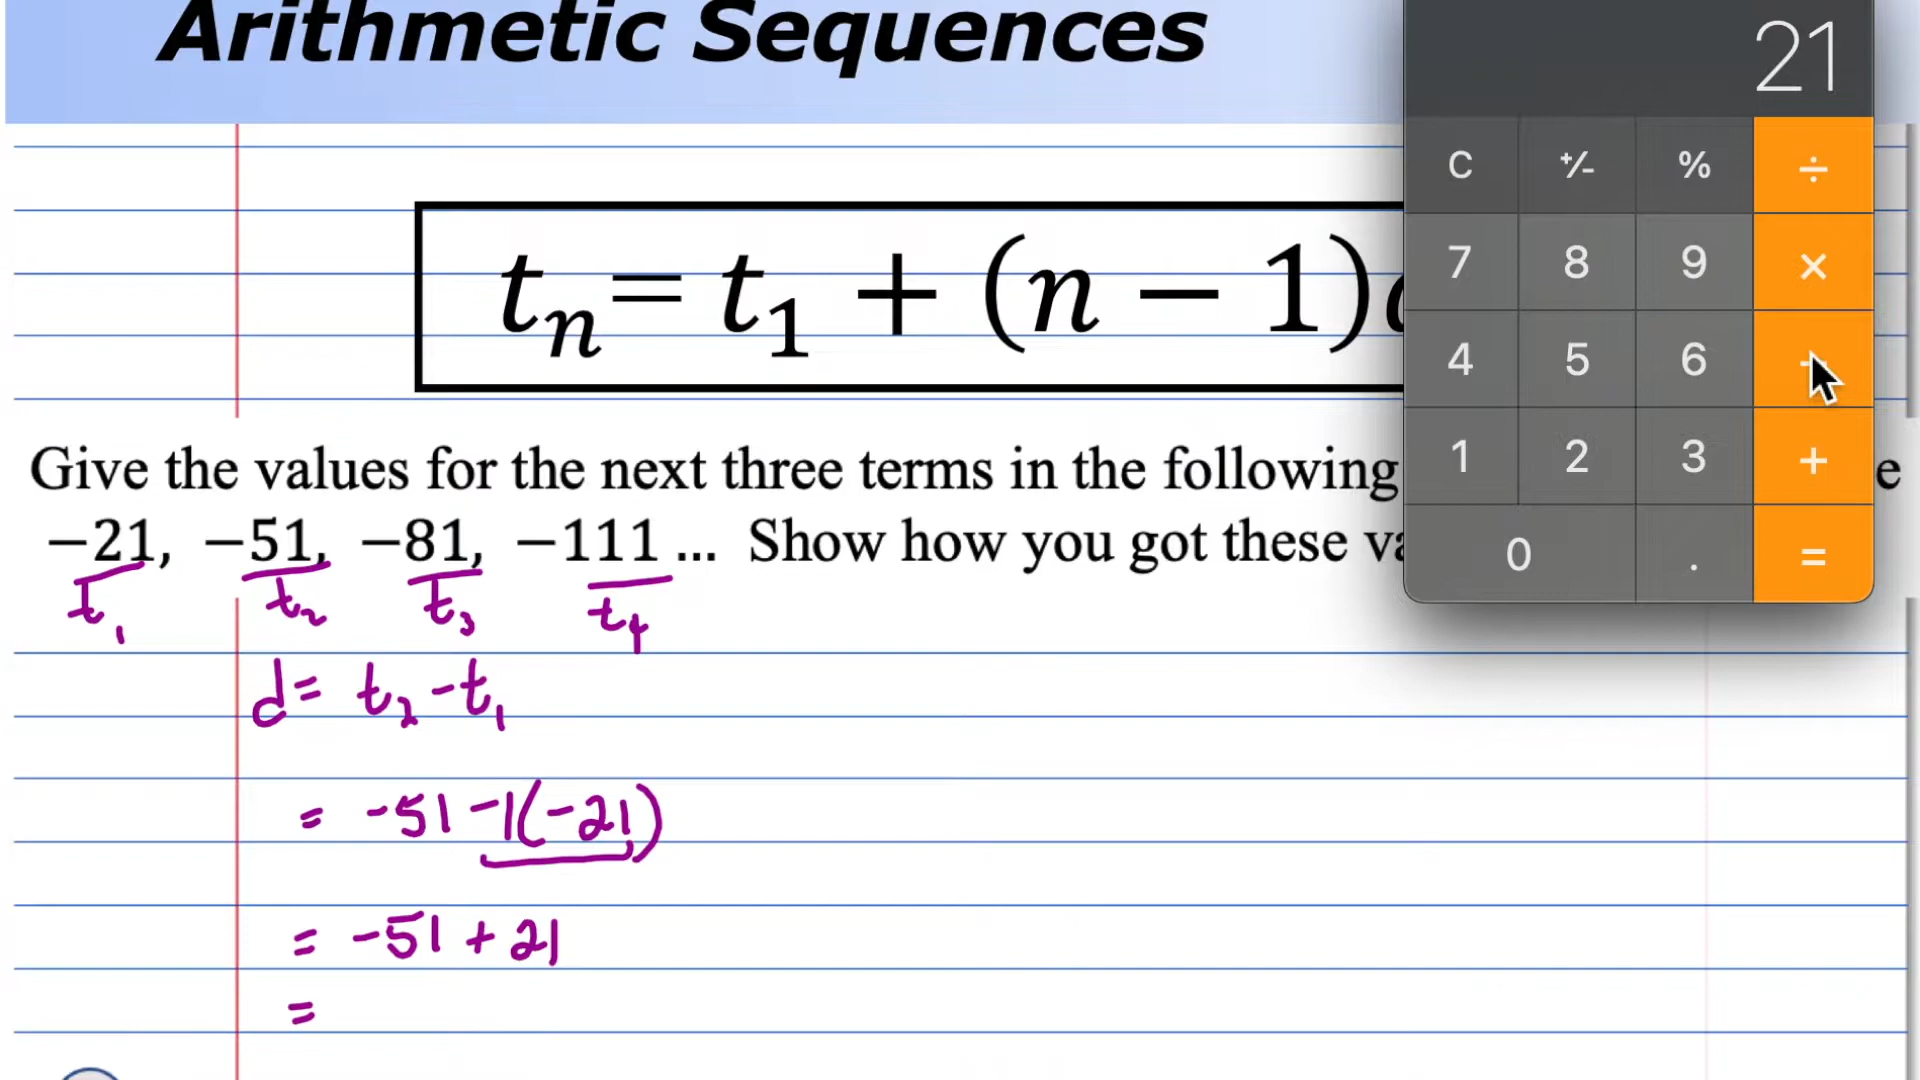 Arithmetic Sequences
21
C +/- % ÷
7 8 9 ×
tₙ= t₁ + (n − 1)
4 5 6 −
Give the values for the next three terms in the following
1 2 3 +
e
−21, −51, −81, −111 ... Show how you got these
0 . =
t₁ t₂ t₃ t₄
d= t₂ -t₁
= -51 -1(-21)
= -51 + 21
=